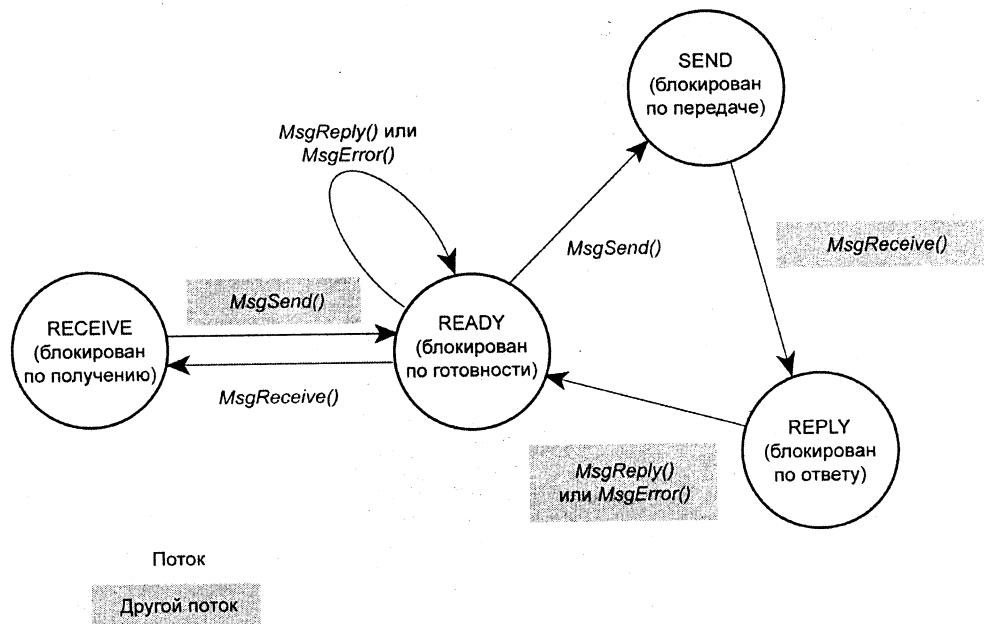 SEND
(блокирован
по передаче)
MsgReply() или
MsgError()
MsgSend()
MsgReceive()
MsgSend()
RECEIVE
(блокирован
по получению)
READY
(блокирован
по готовности)
MsgReceive()
REPLY
(блокирован
по ответу)
MsgReply()
или MsgError()
Поток
Другой поток